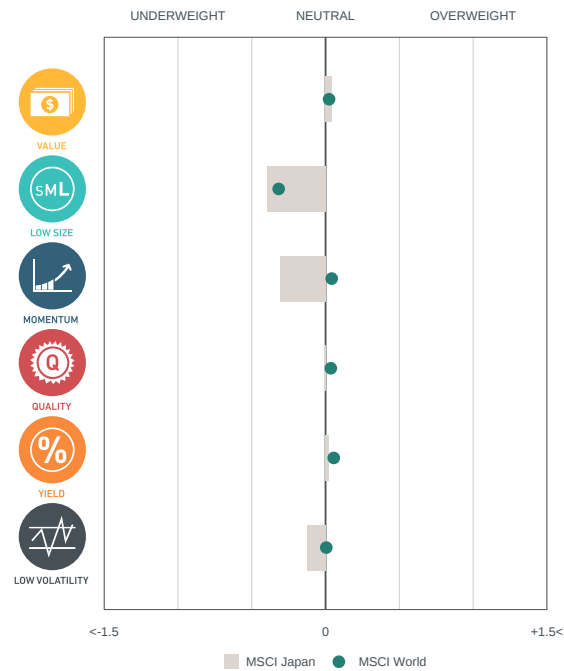 UNDERWEIGHT NEUTRAL OVERWEIGHT
$
VALUE
SML
LOW SIZE
MOMENTUM
Q
QUALITY
%
YIELD
LOW VOLATILITY
<-1.5 0 +1.5<
MSCI Japan MSCI World